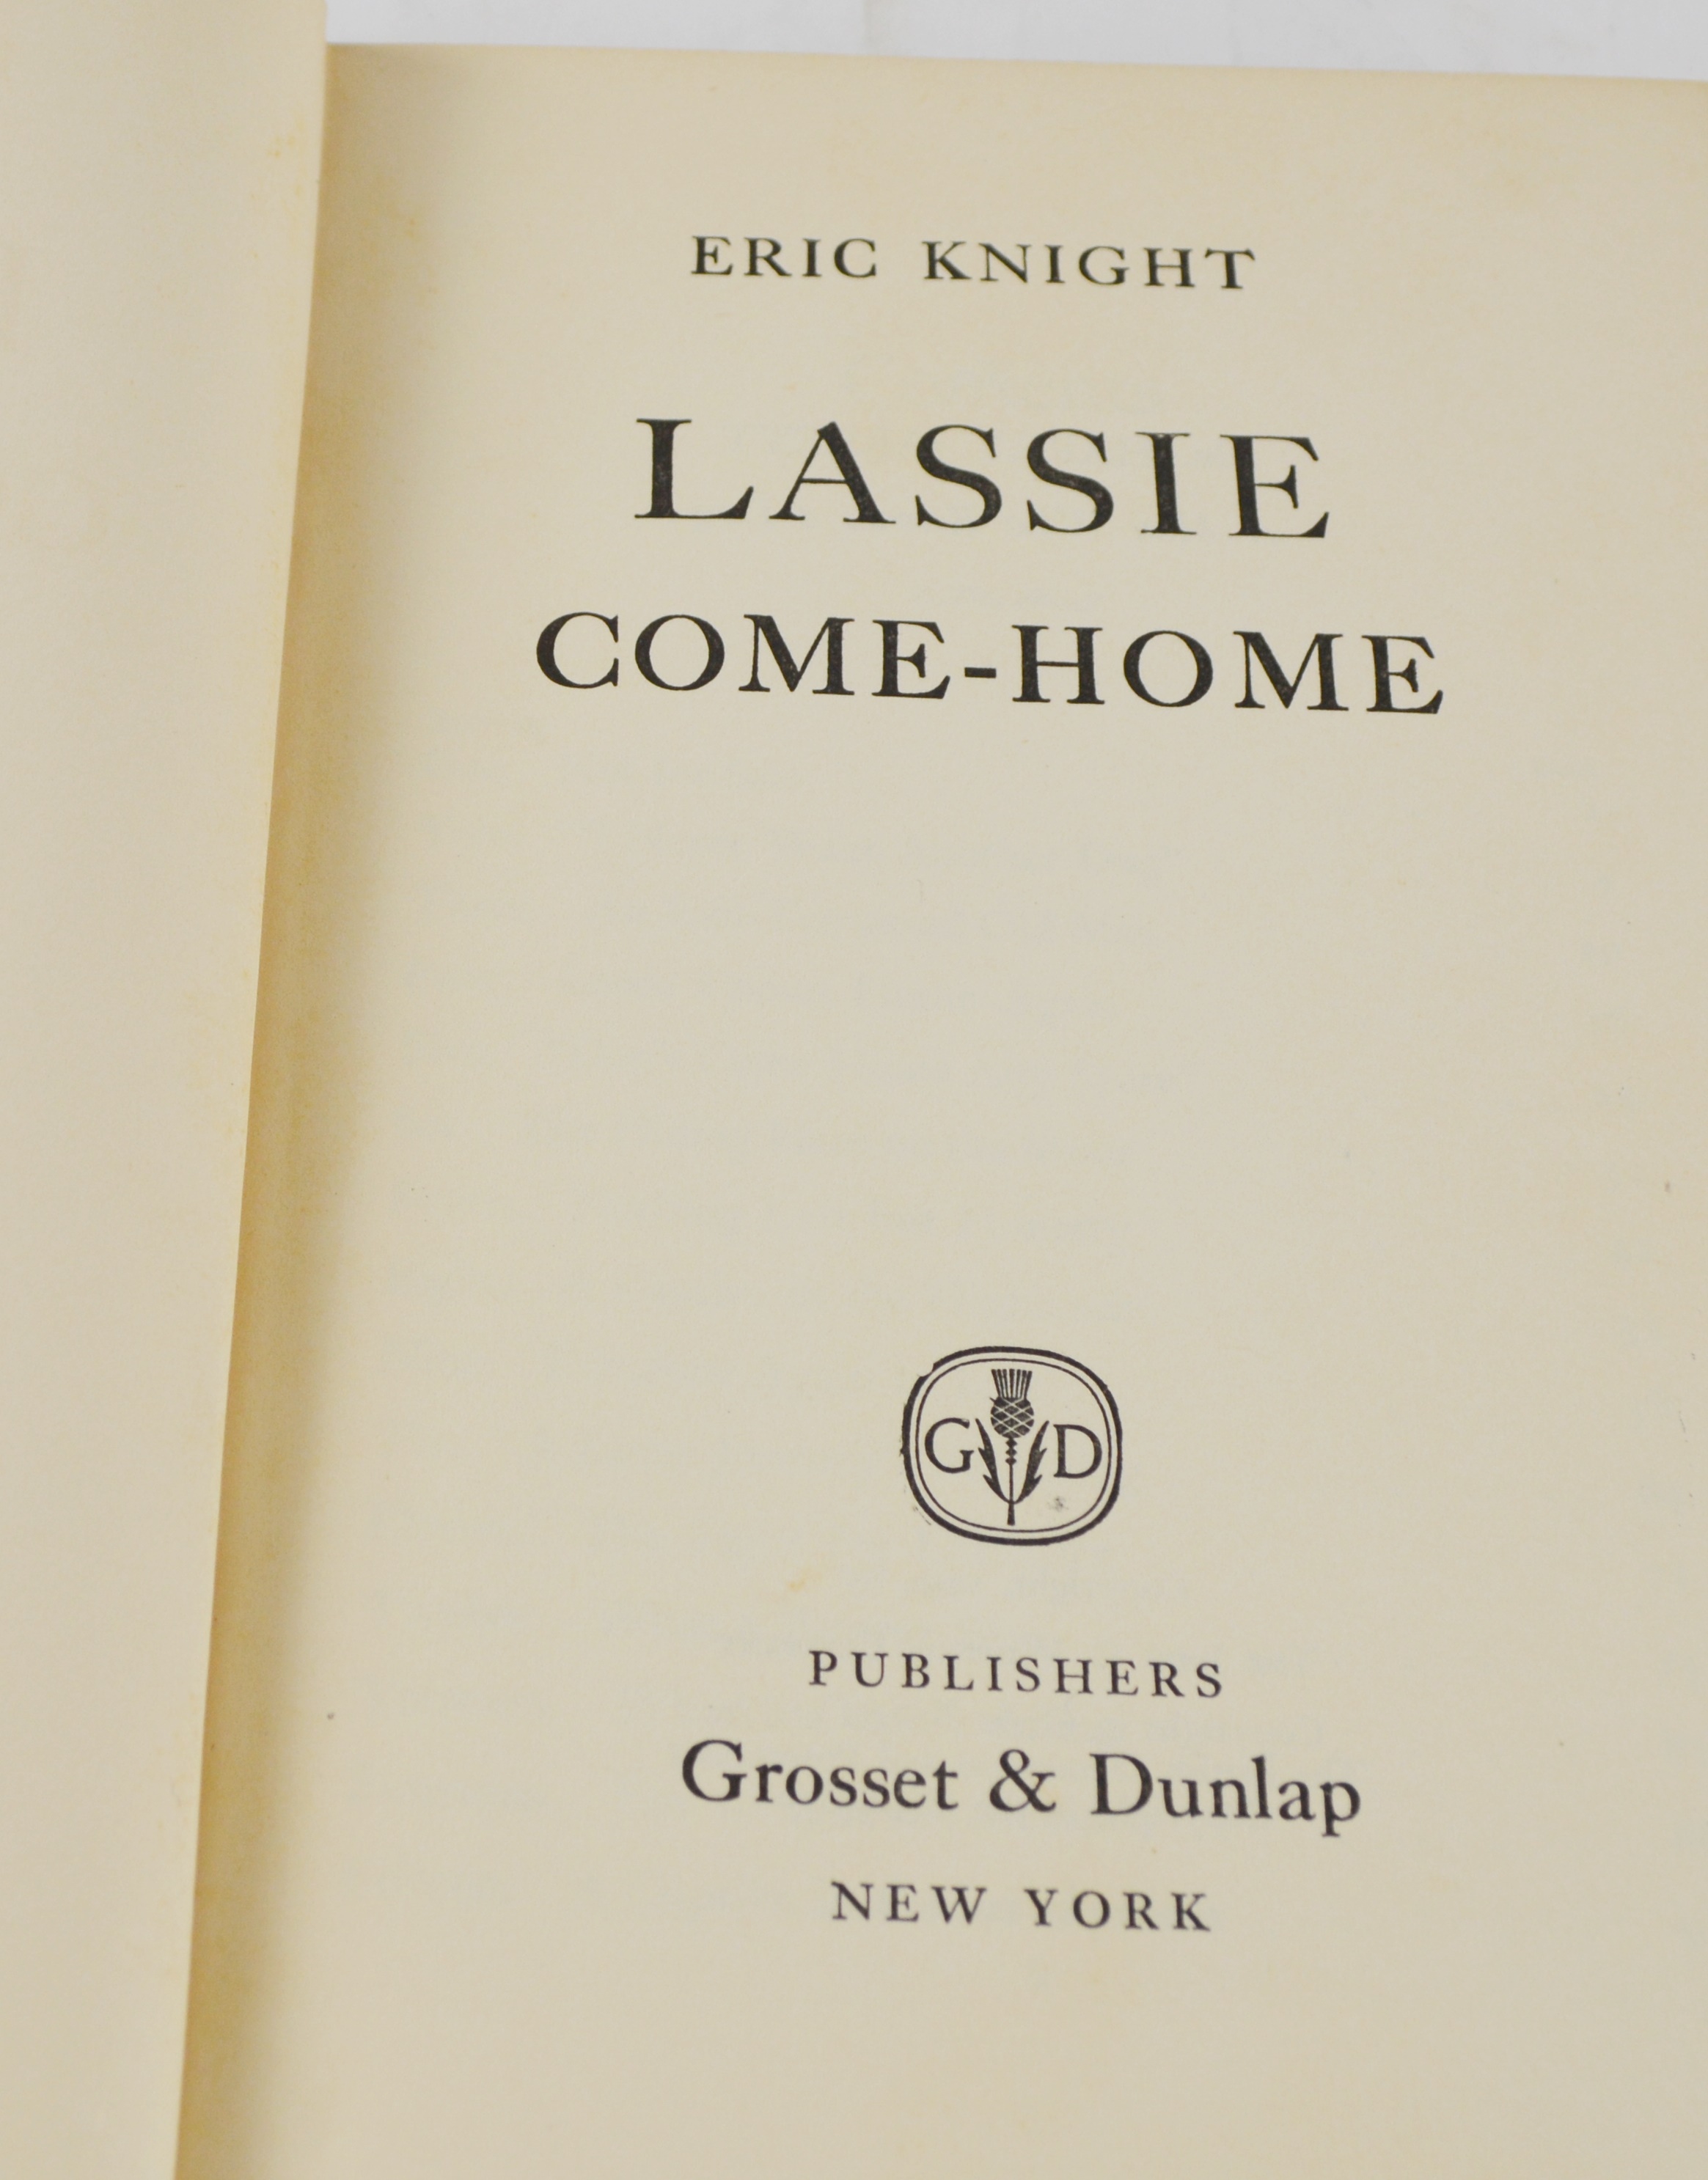 ERIC KNIGHT
LASSIE
COME-HOME
G D
PUBLISHERS
Grosset & Dunlap
NEW YORK